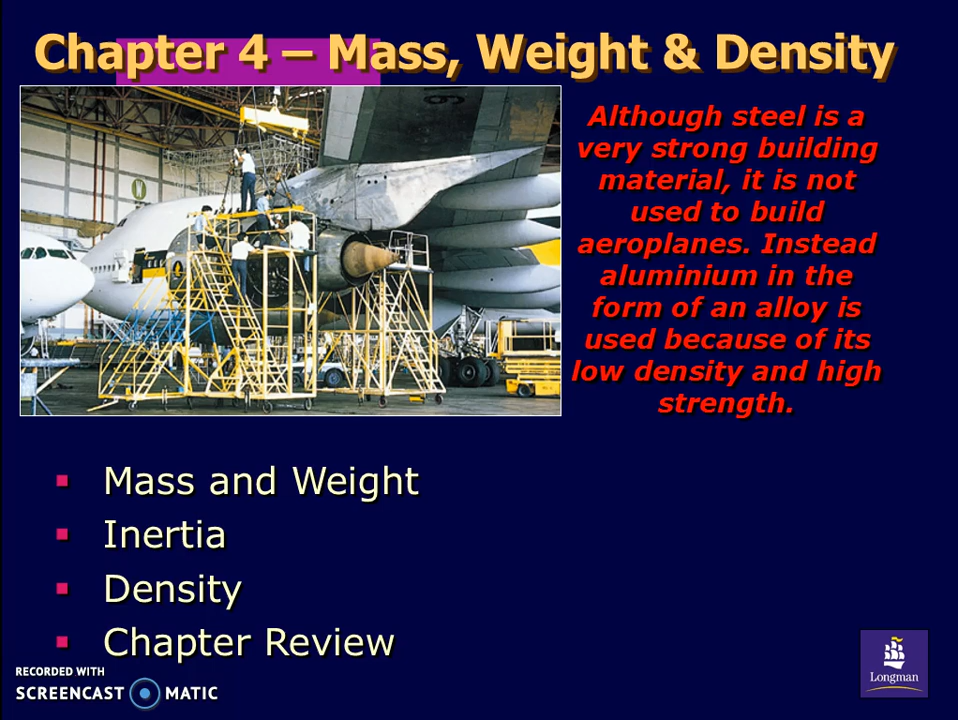 Chapter 4 – Mass, Weight & Density
Although steel is a
very strong building
material, it is not
used to build
aeroplanes. Instead
aluminium in the
form of an alloy is
used because of its
low density and high
strength.
▪ Mass and Weight
▪ Inertia
▪ Density
▪ Chapter Review
RECORDED WITH
SCREENCAST MATIC
Longman